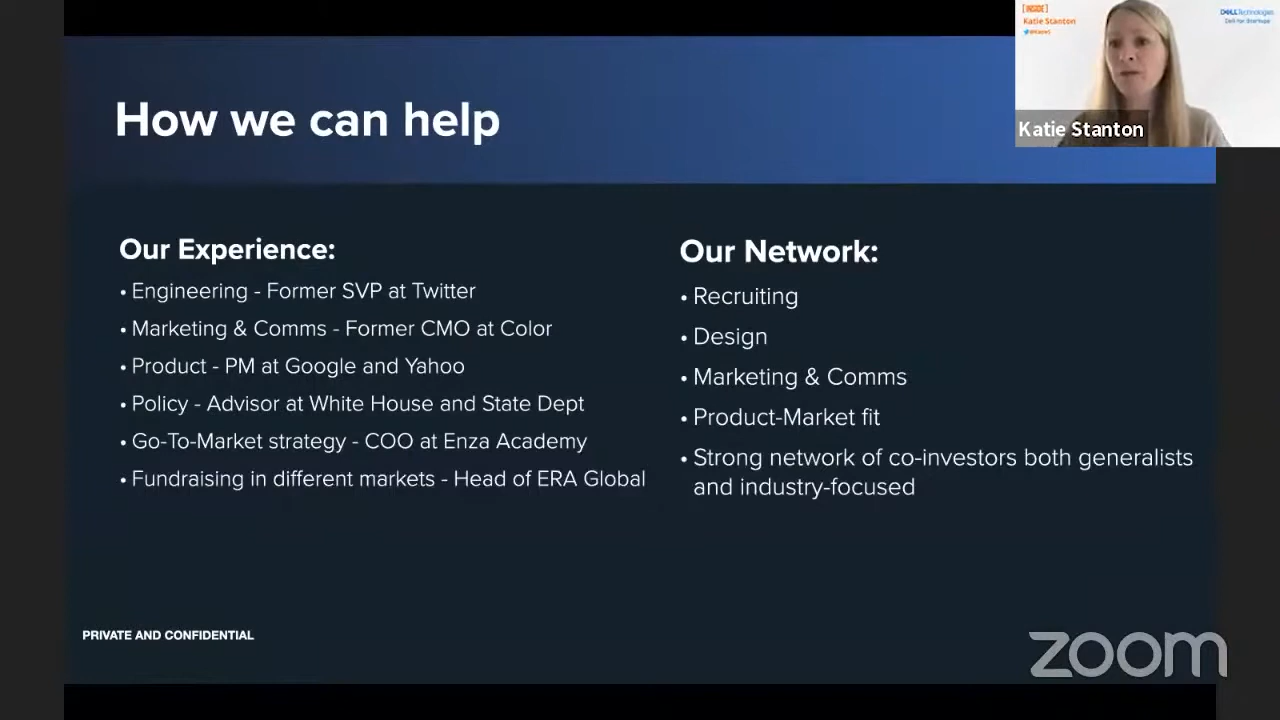 How we can help
[INSIDE]
Katie Stanton
DELL Technologies
Dell for Startups
Katie Stanton
Our Experience:
• Engineering - Former SVP at Twitter
• Marketing & Comms - Former CMO at Color
• Product - PM at Google and Yahoo
• Policy - Advisor at White House and State Dept
• Go-To-Market strategy - COO at Enza Academy
• Fundraising in different markets - Head of ERA Global
Our Network:
• Recruiting
• Design
• Marketing & Comms
• Product-Market fit
• Strong network of co-investors both generalists
and industry-focused
PRIVATE AND CONFIDENTIAL
zoom